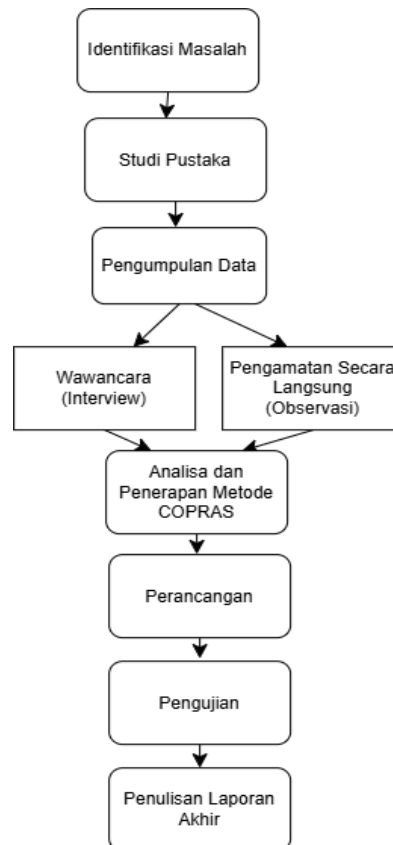 Identifikasi Masalah
Studi Pustaka
Pengumpulan Data
Wawancara
(Interview)
Pengamatan Secara
Langsung
(Observasi)
Analisa dan
Penerapan Metode
COPRAS
Perancangan
Pengujian
Penulisan Laporan
Akhir